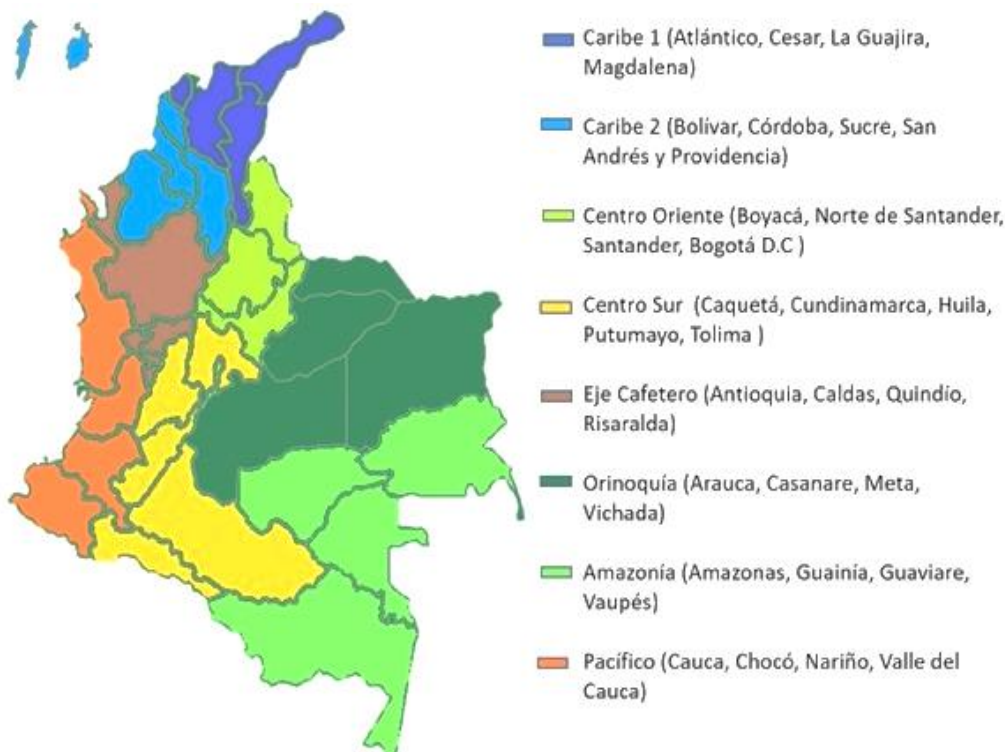 Caribe 1 (Atlántico, Cesar, La Guajira,
Magdalena)
Caribe 2 (Bolívar, Córdoba, Sucre, San
Andrés y Providencia)
Centro Oriente (Boyacá, Norte de Santander,
Santander, Bogotá D.C )
Centro Sur (Caquetá, Cundinamarca, Huila,
Putumayo, Tolima )
Eje Cafetero (Antioquia, Caldas, Quindío,
Risaralda)
Orinoquía (Arauca, Casanare, Meta,
Vichada)
Amazonía (Amazonas, Guainía, Guaviare,
Vaupés)
Pacífico (Cauca, Chocó, Nariño, Valle del
Cauca)